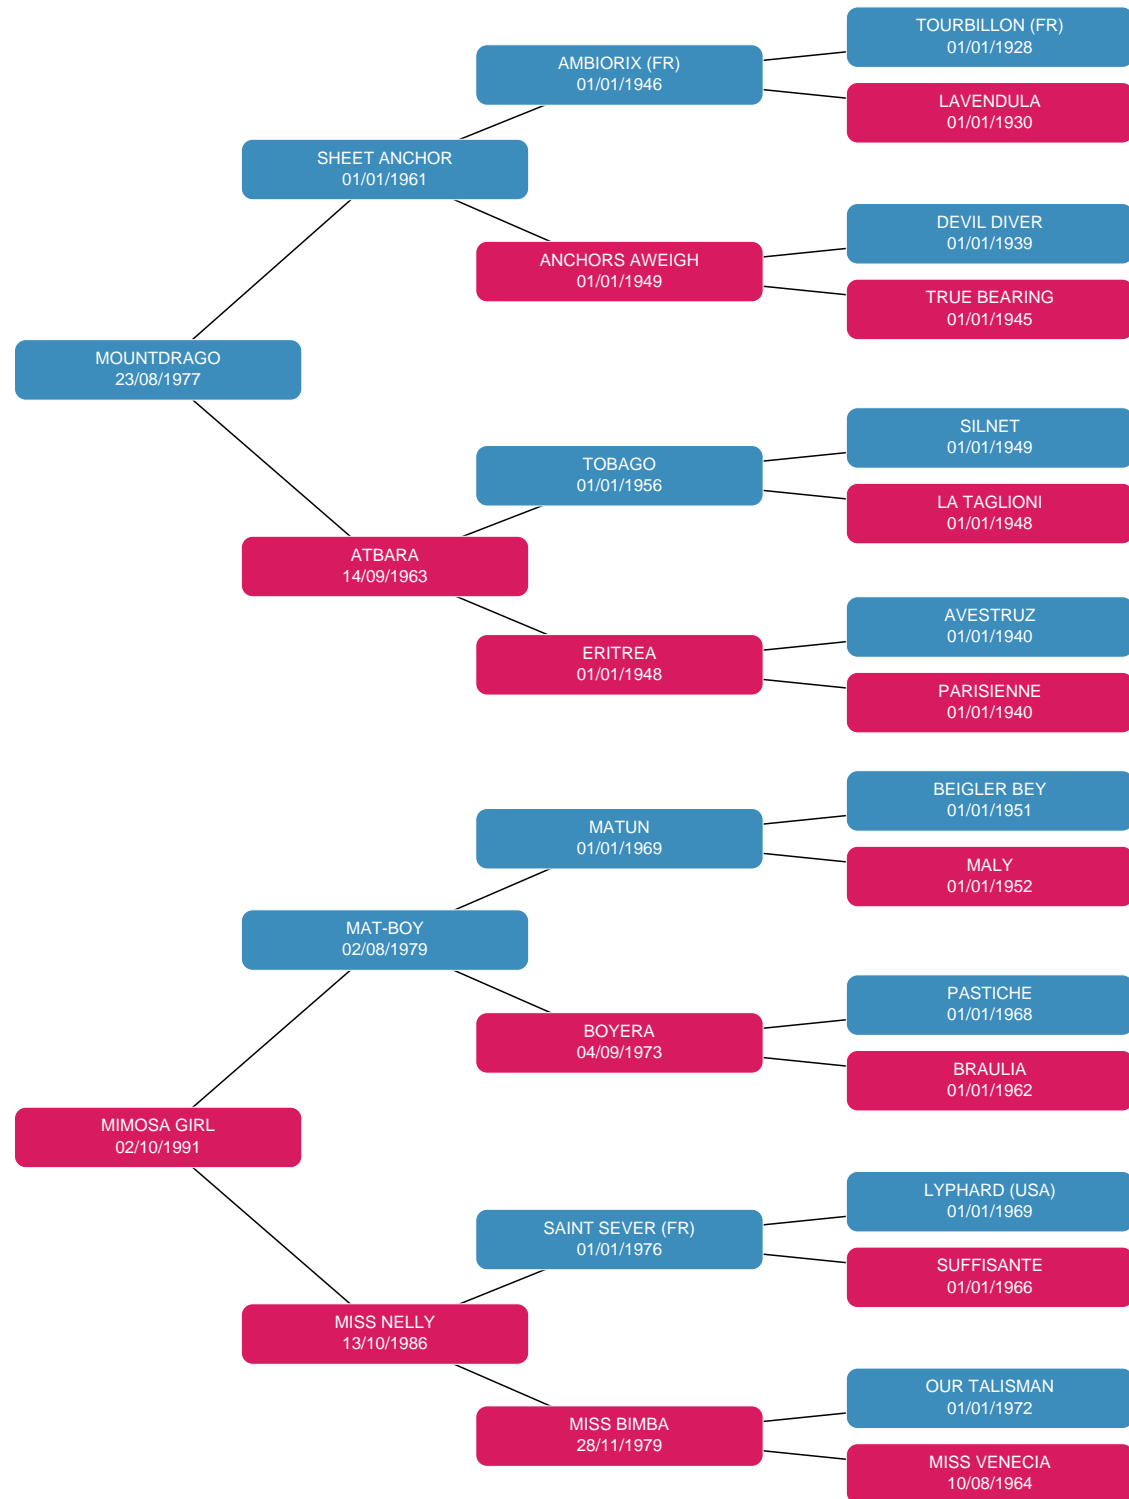 TOURBILLON (FR)
01/01/1928
AMBIORIX (FR)
01/01/1946
LAVENDULA
01/01/1930
SHEET ANCHOR
01/01/1961
DEVIL DIVER
01/01/1939
ANCHORS AWEIGH
01/01/1949
TRUE BEARING
01/01/1945
MOUNTDRAGO
23/08/1977
SILNET
01/01/1949
TOBAGO
01/01/1956
LA TAGLIONI
01/01/1948
ATBARA
14/09/1963
AVESTRUZ
01/01/1940
ERITREA
01/01/1948
PARISIENNE
01/01/1940
BEIGLER BEY
01/01/1951
MATUN
01/01/1969
MALY
01/01/1952
MAT-BOY
02/08/1979
PASTICHE
01/01/1968
BOYERA
04/09/1973
BRAULIA
01/01/1962
MIMOSA GIRL
02/10/1991
LYPHARD (USA)
01/01/1969
SAINT SEVER (FR)
01/01/1976
SUFFISANTE
01/01/1966
MISS NELLY
13/10/1986
OUR TALISMAN
01/01/1972
MISS BIMBA
28/11/1979
MISS VENECIA
10/08/1964